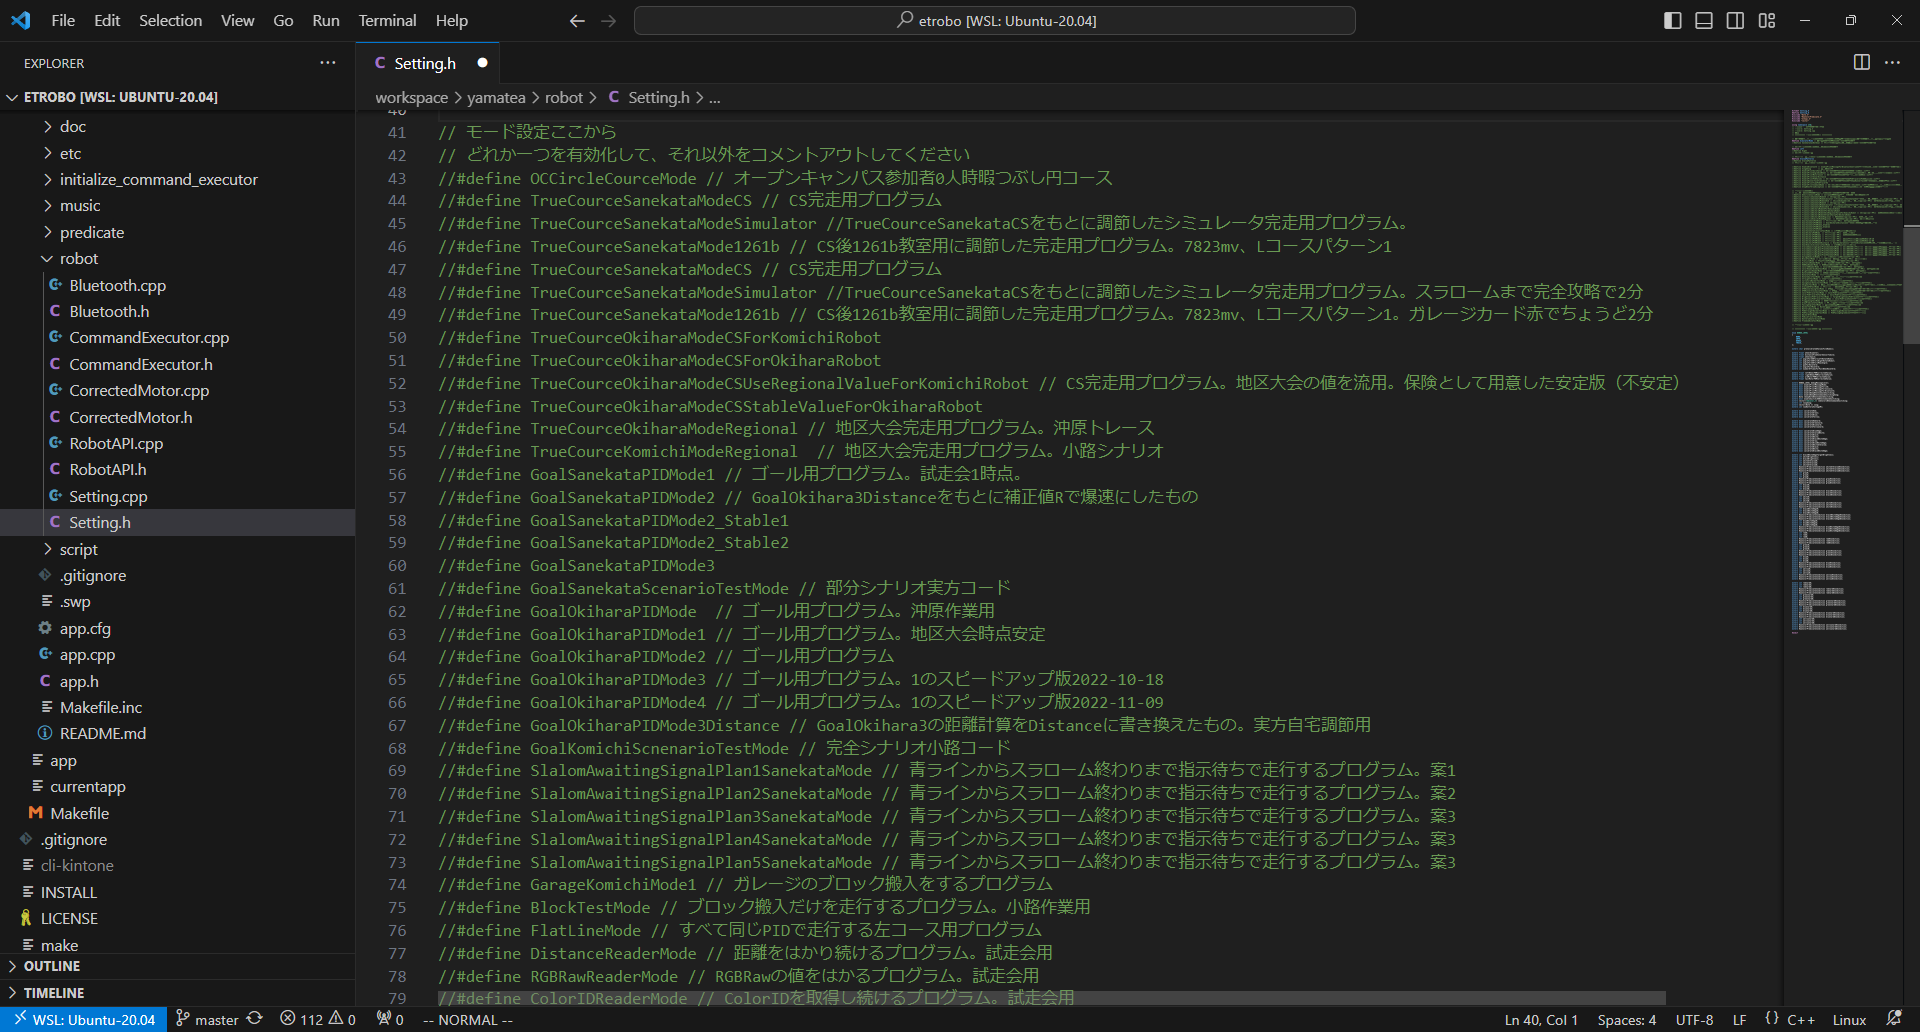 File Edit Selection View Go Run Terminal Help
etrobo [WSL: Ubuntu-20.04]
EXPLORER
Setting.h
ETROBO [WSL: UBUNTU-20.04]
workspace > yamatea > robot > C Setting.h > ...
doc
etc
initialize_command_executor
music
predicate
robot
Bluetooth.cpp
Bluetooth.h
CommandExecutor.cpp
CommandExecutor.h
CorrectedMotor.cpp
CorrectedMotor.h
RobotAPI.cpp
RobotAPI.h
Setting.cpp
Setting.h
script
.gitignore
.swp
app.cfg
app.cpp
app.h
Makefile.inc
README.md
app
currentapp
Makefile
.gitignore
cli-kintone
INSTALL
LICENSE
make
OUTLINE
TIMELINE
40
41 // モード設定ここから
42 // どれか一つを有効化して、それ以外をコメントアウトしてください
43 //#define OCCircleCourceMode // オープンキャンパス参加者0人時暇つぶし円コース
44 //#define TrueCourceSanekataModeCS // CS完走用プログラム
45 //#define TrueCourceSanekataModeSimulator //TrueCourceSanekataCSをもとに調節したシミュレータ完走用プログラム。
46 //#define TrueCourceSanekataMode1261b // CS後1261b教室用に調節した完走用プログラム。7823mv、Lコースパターン1
47 //#define TrueCourceSanekataModeCS // CS完走用プログラム
48 //#define TrueCourceSanekataModeSimulator //TrueCourceSanekataCSをもとに調節したシミュレータ完走用プログラム。スラロームまで完全攻略で2分
49 //#define TrueCourceSanekataMode1261b // CS後1261b教室用に調節した完走用プログラム。7823mv、Lコースパターン1。ガレージカード赤でちょうど2分
50 //#define TrueCourceOkiharaModeCSForKomichiRobot
51 //#define TrueCourceOkiharaModeCSForOkiharaRobot
52 //#define TrueCourceOkiharaModeCSUseRegionalValueForKomichiRobot // CS完走用プログラム。地区大会の値を流用。保険として用意した安定版（不安定）
53 //#define TrueCourceOkiharaModeCSStableValueForOkiharaRobot
54 //#define TrueCourceOkiharaModeRegional // 地区大会完走用プログラム。沖原トレース
55 //#define TrueCourceKomichiModeRegional  // 地区大会完走用プログラム。小路シナリオ
56 //#define GoalSanekataPIDMode1 // ゴール用プログラム。試走会1時点。
57 //#define GoalSanekataPIDMode2 // GoalOkihara3Distanceをもとに補正値Rで爆速にしたもの
58 //#define GoalSanekataPIDMode2_Stable1
59 //#define GoalSanekataPIDMode2_Stable2
60 //#define GoalSanekataPIDMode3
61 //#define GoalSanekataScenarioTestMode // 部分シナリオ実方コード
62 //#define GoalOkiharaPIDMode  // ゴール用プログラム。沖原作業用
63 //#define GoalOkiharaPIDMode1 // ゴール用プログラム。地区大会時点安定
64 //#define GoalOkiharaPIDMode2 // ゴール用プログラム
65 //#define GoalOkiharaPIDMode3 // ゴール用プログラム。1のスピードアップ版2022-10-18
66 //#define GoalOkiharaPIDMode4 // ゴール用プログラム。1のスピードアップ版2022-11-09
67 //#define GoalOkiharaPIDMode3Distance // GoalOkihara3の距離計算をDistanceに書き換えたもの。実方自宅調節用
68 //#define GoalKomichiScnenarioTestMode // 完全シナリオ小路コード
69 //#define SlalomAwaitingSignalPlan1SanekataMode // 青ラインからスラローム終わりまで指示待ちで走行するプログラム。案1
70 //#define SlalomAwaitingSignalPlan2SanekataMode // 青ラインからスラローム終わりまで指示待ちで走行するプログラム。案2
71 //#define SlalomAwaitingSignalPlan3SanekataMode // 青ラインからスラローム終わりまで指示待ちで走行するプログラム。案3
72 //#define SlalomAwaitingSignalPlan4SanekataMode // 青ラインからスラローム終わりまで指示待ちで走行するプログラム。案3
73 //#define SlalomAwaitingSignalPlan5SanekataMode // 青ラインからスラローム終わりまで指示待ちで走行するプログラム。案3
74 //#define GarageKomichiMode1 // ガレージのブロック搬入をするプログラム
75 //#define BlockTestMode // ブロック搬入だけを走行するプログラム。小路作業用
76 //#define FlatLineMode // すべて同じPIDで走行する左コース用プログラム
77 //#define DistanceReaderMode // 距離をはかり続けるプログラム。試走会用
78 //#define RGBRawReaderMode // RGBRawの値をはかるプログラム。試走会用
79 //#define ColorIDReaderMode // ColorIDを取得し続けるプログラム。試走会用
WSL: Ubuntu-20.04 master 112 0 0 -- NORMAL -- Ln 40, Col 1 Spaces: 4 UTF-8 LF {} C++ Linux